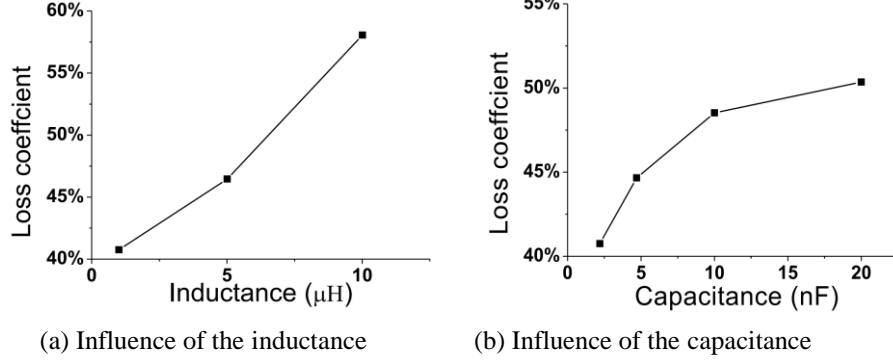 60%
55%
50%
45%
40%
Loss coeffcient
0
5
10
Inductance (μH)
(a) Influence of the inductance
55%
50%
45%
40%
Loss coeffcient
0
5
10
15
20
Capacitance (nF)
(b) Influence of the capacitance